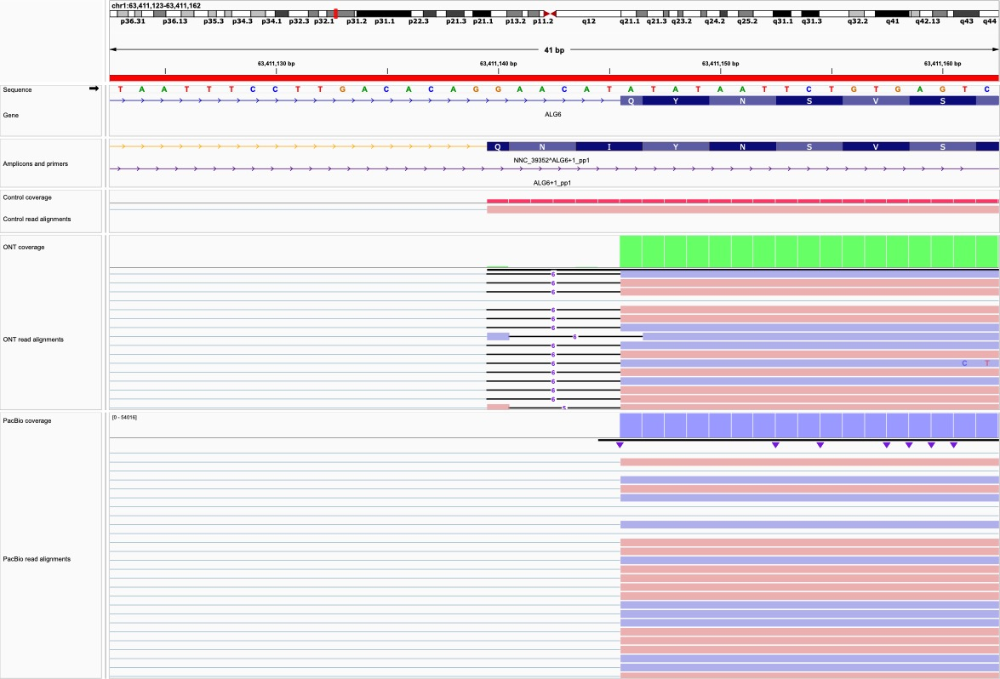 chr1:63,411,123-63,411,162
p36.31 p36.13 p35.3 p34.3 p34.1 p32.3 p32.1 p31.2 p31.1 p22.3 p21.3 p21.1 p13.2 p11.2 q12 q21.1 q21.3 q23.2 q24.2 q25.2 q31.1 q31.3 q32.2 q41 q42.13 q43 q44
41 bp
63,411,130 bp 63,411,140 bp 63,411,150 bp 63,411,160 bp
Sequence
T A A T T T C C T T G A C A C A G G A A C A T A T A T A A T T C T G T G A G T C
Q Y N S V S
Gene
ALG6
Q N I Y N S V S
Amplicons and primers
NNC_39352^ALG6+1_pp1
ALG6+1_pp1
Control coverage
Control read alignments
ONT coverage
6
6
6
6
6
6
ONT read alignments
6
6
6
6 C T
6
6
6
6
5
PacBio coverage
[0 - 54016]
PacBio read alignments